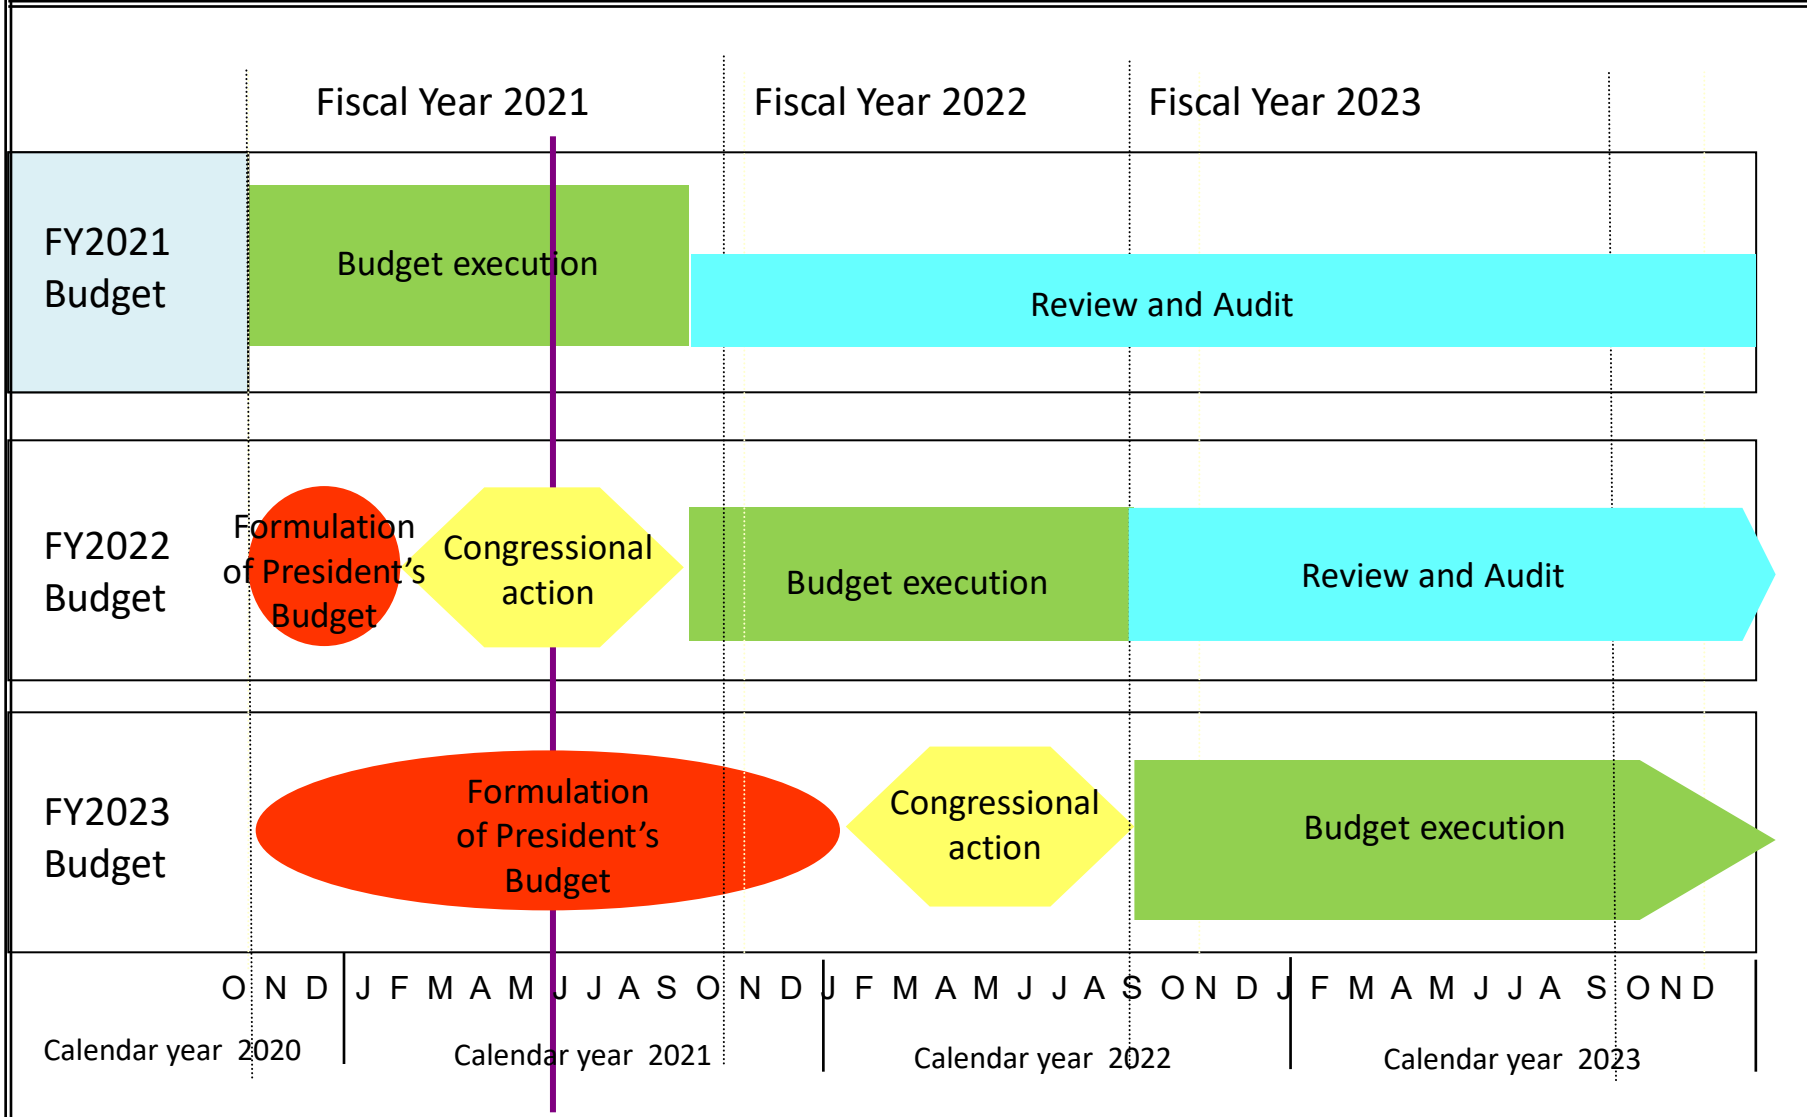 Fiscal Year 2021 Fiscal Year 2022 Fiscal Year 2023
FY2021
Budget
Budget execution
Review and Audit
FY2022
Budget
Formulation
of President’s
Budget
Congressional
action
Budget execution
Review and Audit
FY2023
Budget
Formulation
of President’s
Budget
Congressional
action
Budget execution
O N D J F M A M J J A S O N D J F M A M J J A S O N D J F M A M J J A S O N D
Calendar year 2020 Calendar year 2021 Calendar year 2022 Calendar year 2023